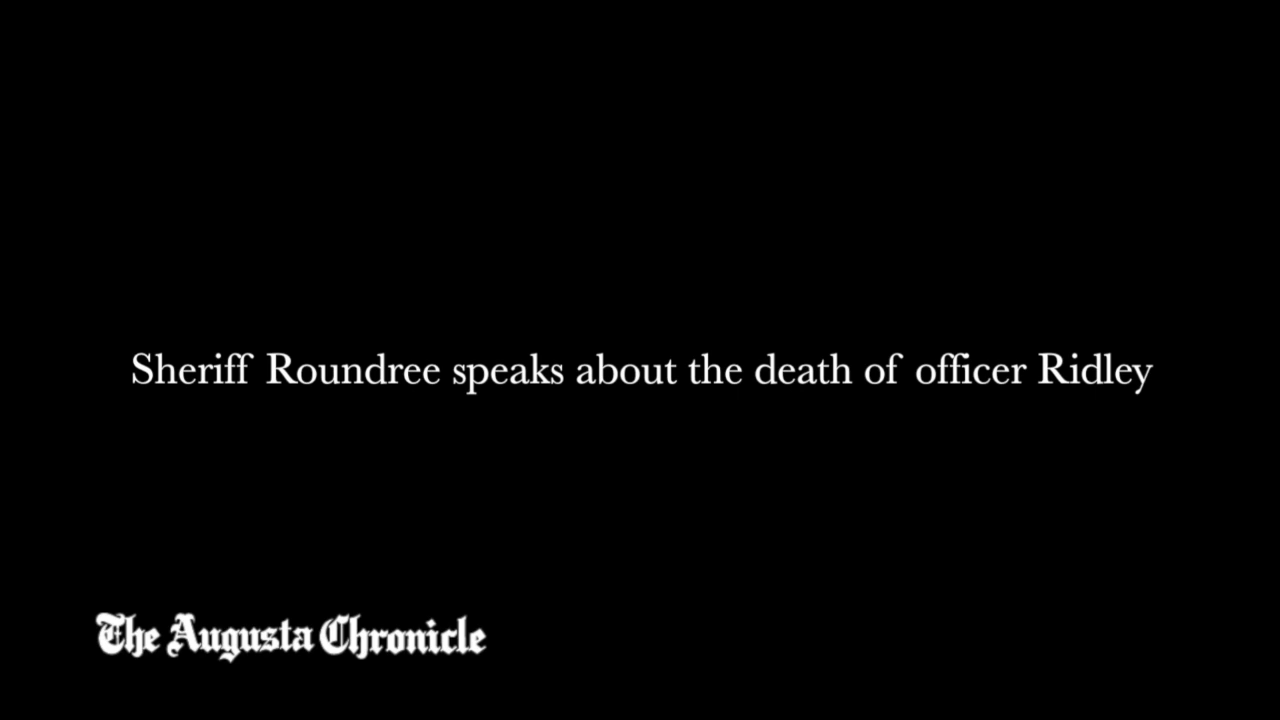 Sheriff Roundree speaks about the death of officer Ridley
The Augusta Chronicle